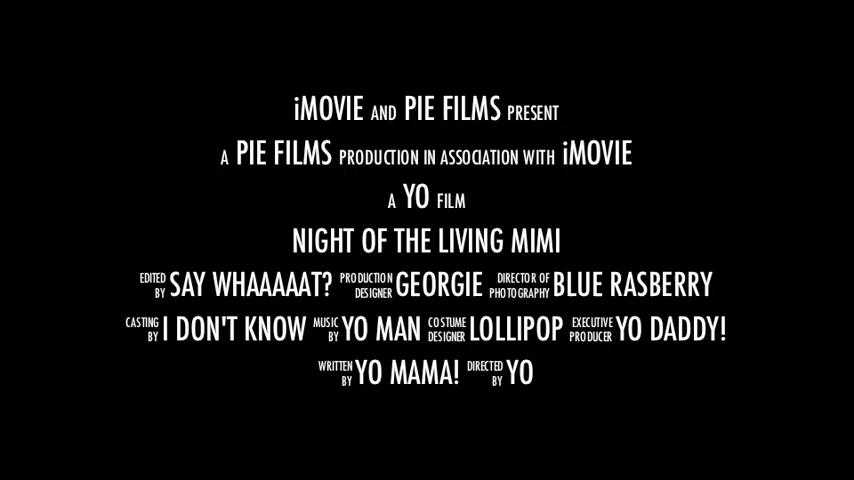 iMOVIE AND PIE FILMS PRESENT
A PIE FILMS PRODUCTION IN ASSOCIATION WITH iMOVIE
A YO FILM
NIGHT OF THE LIVING MIMI
EDITED BY SAY WHAAAAAT? PRODUCTION DESIGNER GEORGIE DIRECTOR OF PHOTOGRAPHY BLUE RASBERRY
CASTING BY I DON'T KNOW MUSIC BY YO MAN COSTUME DESIGNER LOLLIPOP EXECUTIVE PRODUCER YO DADDY!
WRITTEN BY YO MAMA! DIRECTED BY YO